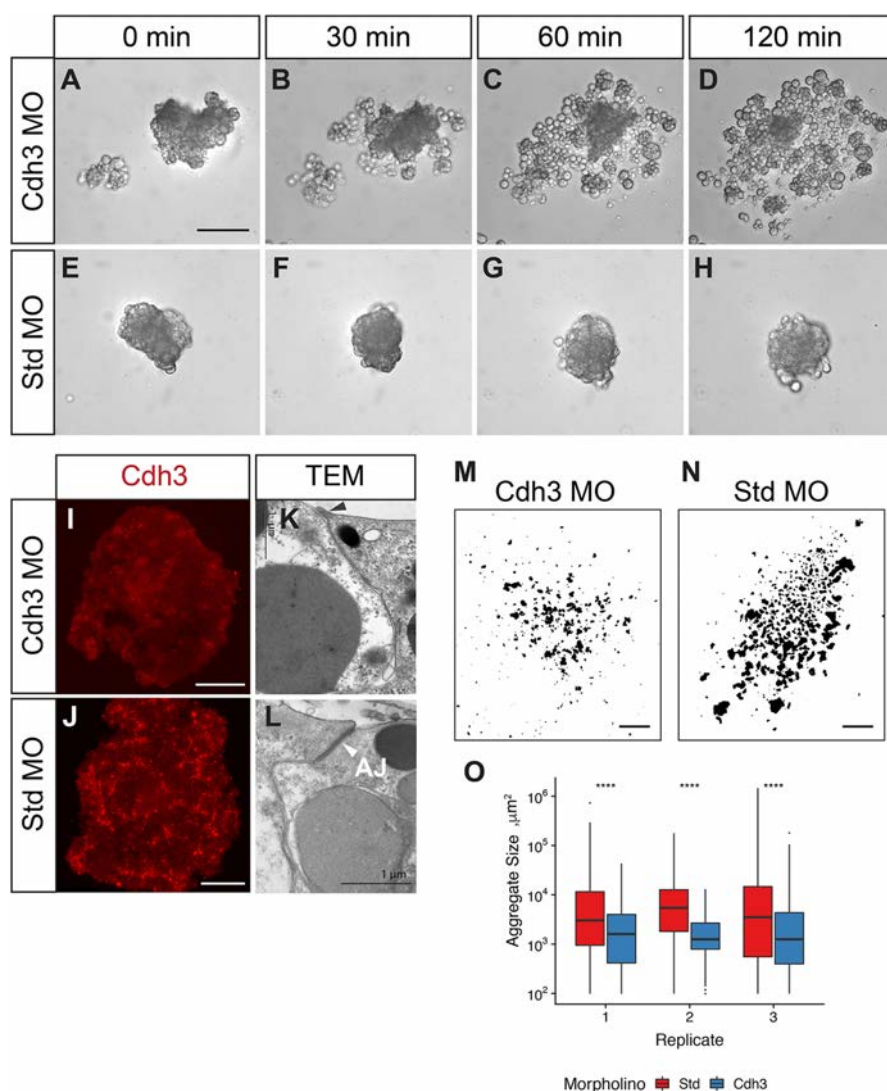 0 min 30 min 60 min 120 min
Cdh3 MO
A B C D
Std MO
E F G H
Cdh3 TEM
Cdh3 MO
I K
1 μm
Std MO
J L
AJ
1 μm
M N
Cdh3 MO Std MO
O
Aggregate Size ,μm²
10⁶
10⁵
10⁴
10³
10²
**** **** ****
1 2 3
Replicate
Morpholino Std Cdh3